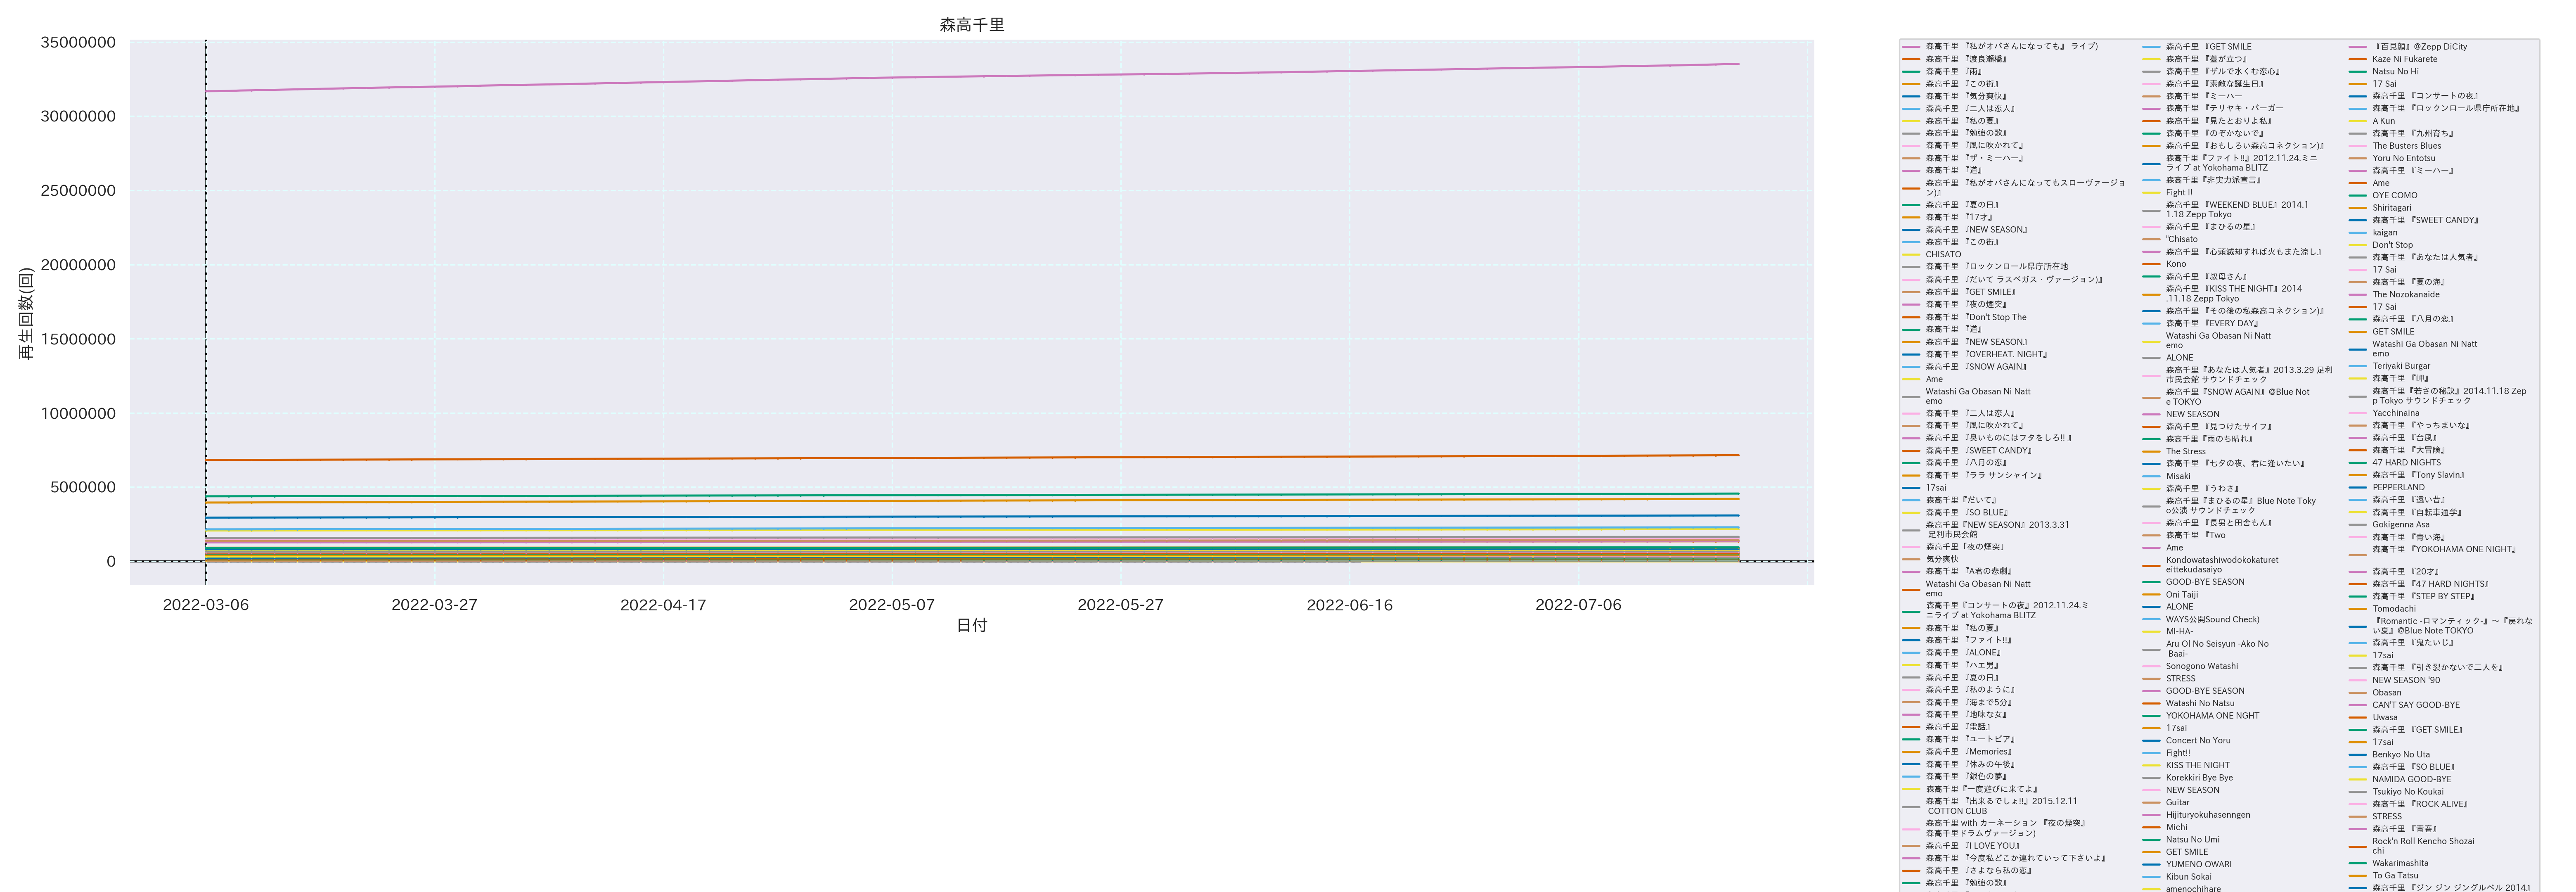 森高千里
35000000
30000000
25000000
20000000
15000000
10000000
5000000
0
再生回数(回)
2022-03-06
2022-03-27
2022-04-17
2022-05-07
2022-05-27
2022-06-16
2022-07-06
日付
森高千里 『私がオバさんになっても』 ライブ)
森高千里 『渡良瀬橋』
森高千里 『雨』
森高千里 『この街』
森高千里 『気分爽快』
森高千里 『二人は恋人』
森高千里 『私の夏』
森高千里 『勉強の歌』
森高千里 『風に吹かれて』
森高千里 『ザ・ミーハー』
森高千里 『道』
森高千里 『私がオバさんになってもスローヴァージョ
ン)』
森高千里 『夏の日』
森高千里 『17才』
森高千里 『NEW SEASON』
森高千里 『この街』
CHISATO
森高千里 『ロックンロール県庁所在地
森高千里 『だいて ラスベガス・ヴァージョン)』
森高千里 『GET SMILE』
森高千里 『夜の煙突』
森高千里 『Don't Stop The
森高千里 『道』
森高千里 『NEW SEASON』
森高千里 『OVERHEAT. NIGHT』
森高千里 『SNOW AGAIN』
Ame
Watashi Ga Obasan Ni Natt
emo
森高千里 『二人は恋人』
森高千里 『風に吹かれて』
森高千里 『臭いものにはフタをしろ!! 』
森高千里 『SWEET CANDY』
森高千里 『八月の恋』
森高千里 『ララ サンシャイン』
17sai
森高千里『だいて』
森高千里 『SO BLUE』
森高千里『NEW SEASON』2013.3.31
足利市民会館
森高千里「夜の煙突」
気分爽快
森高千里 『A君の悲劇』
Watashi Ga Obasan Ni Natt
emo
森高千里『コンサートの夜』2012.11.24.ミ
ニライブ at Yokohama BLITZ
森高千里 『私の夏』
森高千里 『ファイト!!』
森高千里 『ALONE』
森高千里 『ハエ男』
森高千里 『夏の日』
森高千里 『私のように』
森高千里 『海まで5分』
森高千里 『地味な女』
森高千里 『電話』
森高千里 『ユートピア』
森高千里 『Memories』
森高千里 『休みの午後』
森高千里 『銀色の夢』
森高千里『一度遊びに来てよ』
森高千里 『出来るでしょ!!』2015.12.11
COTTON CLUB
森高千里 with カーネーション 『夜の煙突』
森高千里ドラムヴァージョン)
森高千里 『I LOVE YOU』
森高千里 『今度私どこか連れていって下さいよ』
森高千里 『さよなら私の恋』
森高千里 『勉強の歌』
森高千里 『GET SMILE
森高千里 『薹が立つ』
森高千里 『ザルで水くむ恋心』
森高千里 『素敵な誕生日』
森高千里 『ミーハー
森高千里 『テリヤキ・バーガー
森高千里 『見たとおりよ私』
森高千里 『のぞかないで』
森高千里 『おもしろい森高コネクション)』
森高千里『ファイト!!』2012.11.24.ミニ
ライブ at Yokohama BLITZ
森高千里 『非実力派宣言』
Fight !!
森高千里 『WEEKEND BLUE』2014.1
1.18 Zepp Tokyo
森高千里 『まひるの星』
"Chisato
森高千里 『心頭滅却すれば火もまた涼し』
Kono
森高千里 『叔母さん』
森高千里 『KISS THE NIGHT』2014
.11.18 Zepp Tokyo
森高千里 『その後の私森高コネクション)』
森高千里 『EVERY DAY』
Watashi Ga Obasan Ni Natt
emo
ALONE
森高千里『あなたは人気者』2013.3.29 足利
市民会館 サウンドチェック
森高千里『SNOW AGAIN』@Blue Not
e TOKYO
NEW SEASON
森高千里 『見つけたサイフ』
森高千里 『雨のち晴れ』
The Stress
森高千里 『七夕の夜、君に逢いたい』
Misaki
森高千里 『うわさ』
森高千里『まひるの星』Blue Note Toky
o公演 サウンドチェック
森高千里 『長男と田舎もん』
森高千里 『Two
Ame
Kondowatashiwodokokaturet
eittekudasaiyo
GOOD-BYE SEASON
Oni Taiji
ALONE
WAYS公開Sound Check)
MI-HA-
Aru Ol No Seisyun -Ako No
Baai-
Sonogono Watashi
STRESS
GOOD-BYE SEASON
Watashi No Natsu
YOKOHAMA ONE NGHT
17sai
Concert No Yoru
Fight!!
KISS THE NIGHT
Korekkiri Bye Bye
NEW SEASON
Guitar
Hijituryokuhasenngen
Michi
Natsu No Umi
GET SMILE
YUMENO OWARI
Kibun Sokai
amenochihare
『百見顔』@Zepp DiCity
Kaze Ni Fukarete
Natsu No Hi
17 Sai
森高千里 『コンサートの夜』
森高千里 『ロックンロール県庁所在地』
A Kun
森高千里 『九州育ち』
The Busters Blues
Yoru No Entotsu
森高千里 『ミーハー』
Ame
OYE COMO
Shiritagari
森高千里 『SWEET CANDY』
kaigan
Don't Stop
森高千里 『あなたは人気者』
17 Sai
森高千里 『夏の海』
The Nozokanaide
17 Sai
森高千里 『八月の恋』
GET SMILE
Watashi Ga Obasan Ni Natt
emo
Teriyaki Burgar
森高千里 『岬』
森高千里『若さの秘訣』2014.11.18 Zep
p Tokyo サウンドチェック
Yacchinaina
森高千里 『やっちまいな』
森高千里 『台風』
森高千里 『大冒険』
47 HARD NIGHTS
森高千里 『Tony Slavin』
PEPPERLAND
森高千里 『遠い昔』
森高千里 『自転車通学』
Gokigenna Asa
森高千里 『青い海』
森高千里 『YOKOHAMA ONE NIGHT』
森高千里 『20才』
森高千里 『47 HARD NIGHTS』
森高千里 『STEP BY STEP』
Tomodachi
『Romantic -ロマンティック-』～『戻れな
い夏』@Blue Note TOKYO
森高千里 『鬼たいじ』
17sai
森高千里 『引き裂かないで二人を』
NEW SEASON '90
Obasan
CAN'T SAY GOOD-BYE
Uwasa
森高千里 『GET SMILE』
17sai
Benkyo No Uta
森高千里 『SO BLUE』
NAMIDA GOOD-BYE
Tsukiyo No Koukai
森高千里 『ROCK ALIVE』
STRESS
森高千里 『青春』
Rock'n Roll Kencho Shozai
chi
Wakarimashita
To Ga Tatsu
森高千里 『ジン ジン ジングルベル 2014』